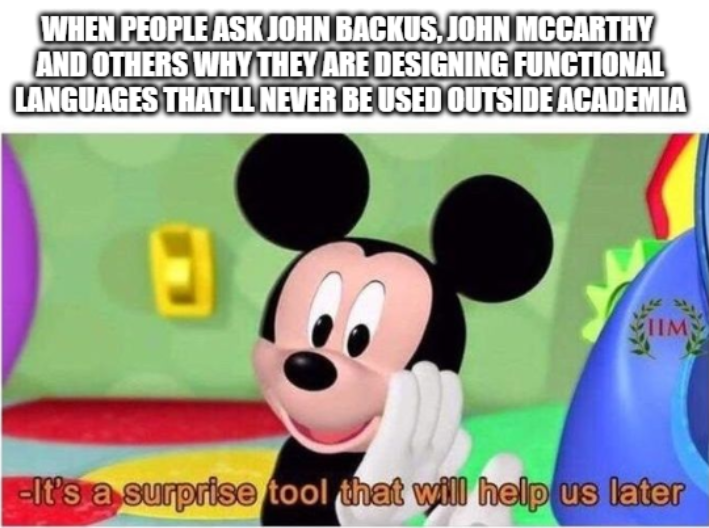 WHEN PEOPLE ASK JOHN BACKUS, JOHN MCCARTHY
AND OTHERS WHY THEY ARE DESIGNING FUNCTIONAL
LANGUAGES THAT'LL NEVER BE USED OUTSIDE ACADEMIA
IIM
-It's a surprise tool that will help us later